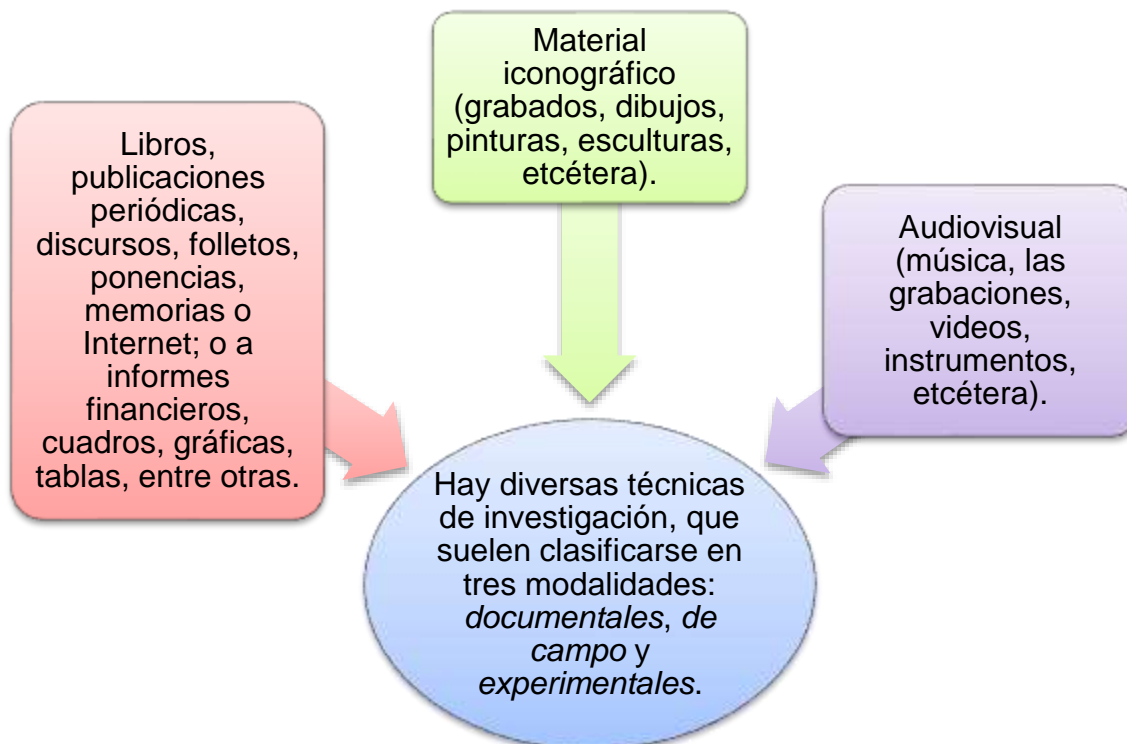 Libros,
publicaciones
periódicas,
discursos, folletos,
ponencias,
memorias o
Internet; o a
informes
financieros,
cuadros, gráficas,
tablas, entre otras.
Material
iconográfico
(grabados, dibujos,
pinturas, esculturas,
etcétera).
Audiovisual
(música, las
grabaciones,
videos,
instrumentos,
etcétera).
Hay diversas técnicas
de investigación, que
suelen clasificarse en
tres modalidades:
documentales, de
campo y
experimentales.